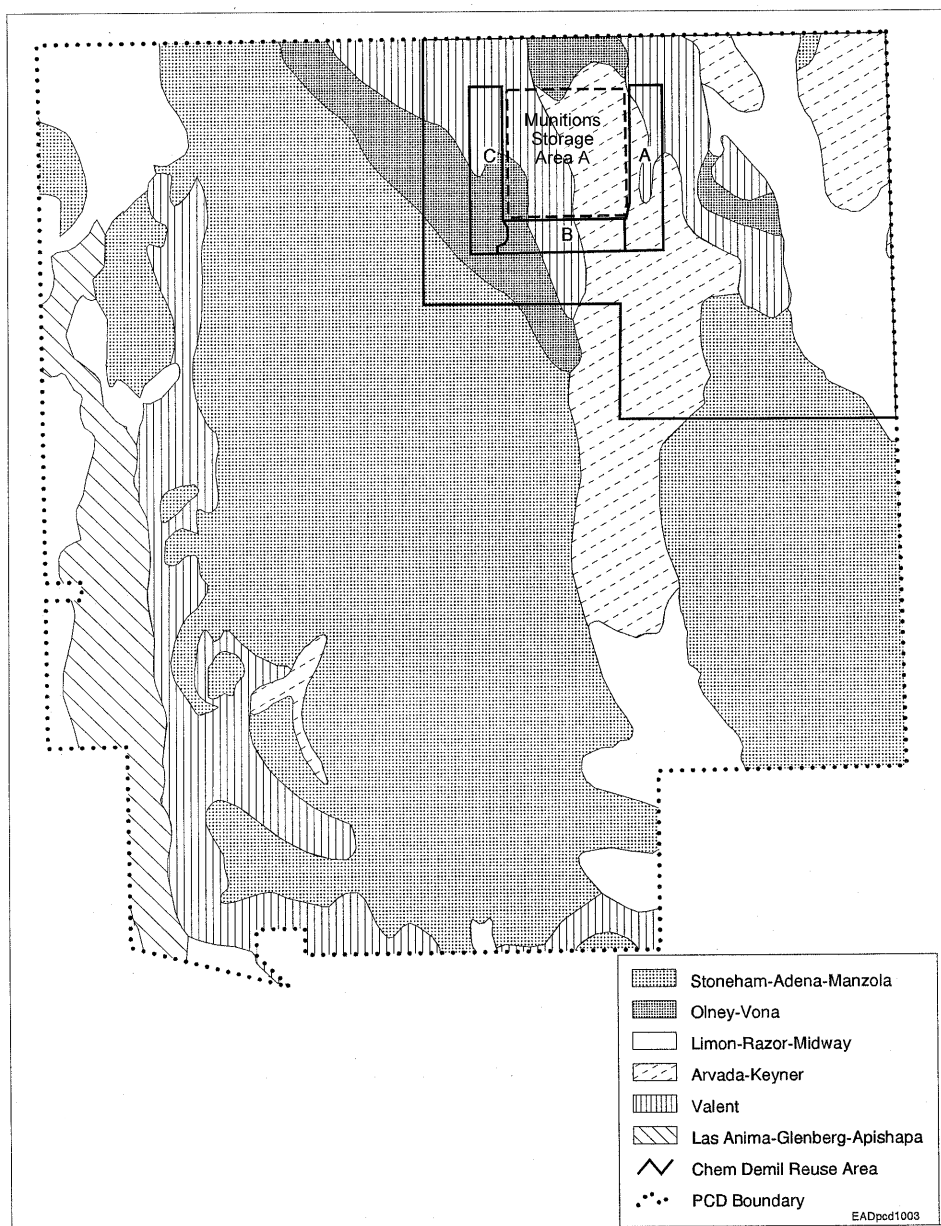 Munitions
Storage
Area A
C
A
B
Stoneham-Adena-Manzola
Olney-Vona
Limon-Razor-Midway
Arvada-Keyner
Valent
Las Anima-Glenberg-Apishapa
Chem Demil Reuse Area
PCD Boundary
EADpcd1003